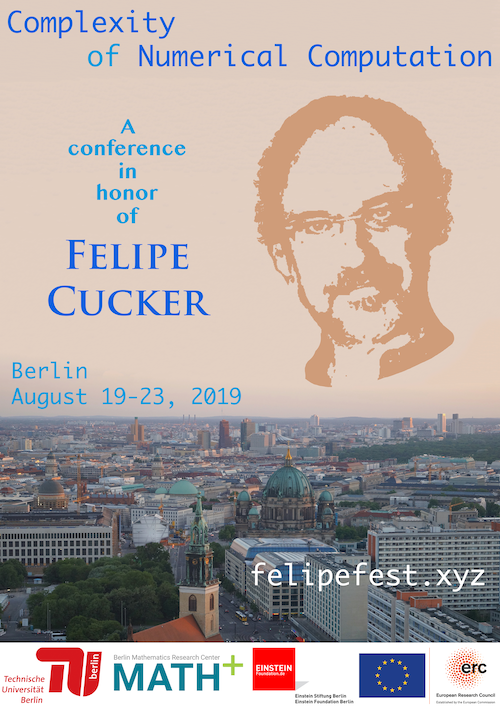 Complexity
of Numerical Computation
A
conference
in
honor
of
FELIPE
CUCKER
Berlin
August 19-23, 2019
felipefest.xyz
Technische
Universität
Berlin
berlin
Berlin Mathematics Research Center
MATH+
EINSTEIN
Foundation.de
Einstein Stiftung Berlin
Einstein Foundation Berlin
erc
European Research Council
Established by the European Commission